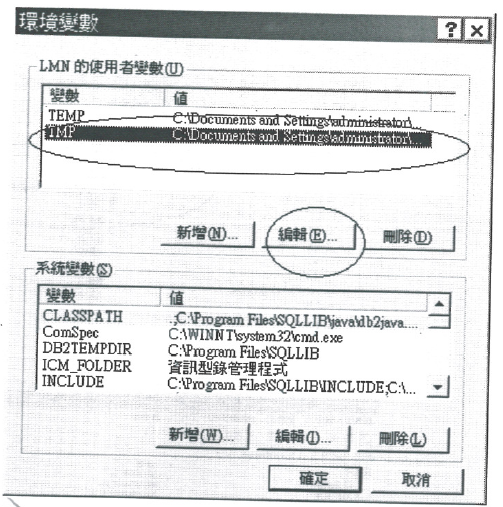 環境變數
LMN 的使用者變數(U)
變數 值
TEMP C:\Documents and Settings\administrator\...
TMP C:\Documents and Settings\administrator\...
新增(N)... 編輯(E)... 刪除(D)
系統變數(S)
變數 值
CLASSPATH .;C:\Program Files\SQLLIB\java\db2java....
ComSpec C:\WINNT\system32\cmd.exe
DB2TEMPDIR C:\Program Files\SQLLIB
ICM_FOLDER 資訊型錄管理程式
INCLUDE C:\Program Files\SQLLIB\INCLUDE;C:\...
新增(W)... 編輯(I)... 刪除(L)
確定 取消